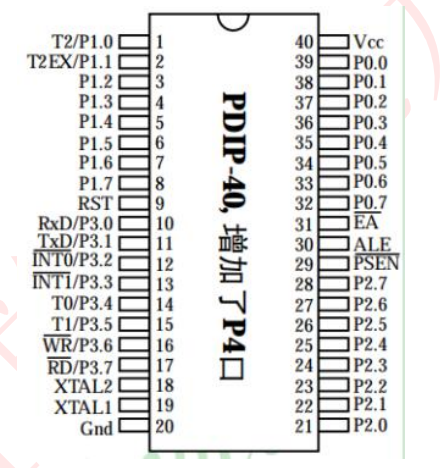 T2/P1.0 1 40 Vcc
T2EX/P1.1 2 39 P0.0
P1.2 3 38 P0.1
P1.3 4 37 P0.2
P1.4 5 36 P0.3
P1.5 6 35 P0.4
P1.6 7 34 P0.5
P1.7 8 33 P0.6
RST 9 32 P0.7
RxD/P3.0 10 31 EA
TxD/P3.1 11 30 ALE
INT0/P3.2 12 29 PSEN
INT1/P3.3 13 28 P2.7
T0/P3.4 14 27 P2.6
T1/P3.5 15 26 P2.5
WR/P3.6 16 25 P2.4
RD/P3.7 17 24 P2.3
XTAL2 18 23 P2.2
XTAL1 19 22 P2.1
Gnd 20 21 P2.0
PDIP-40, 增加了P4口